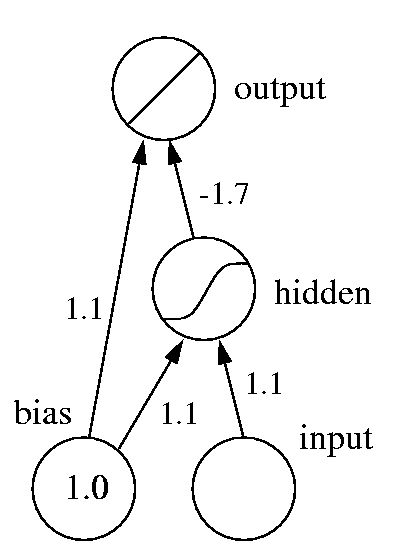 output
-1.7
hidden
1.1
1.1
bias
1.1
input
1.0